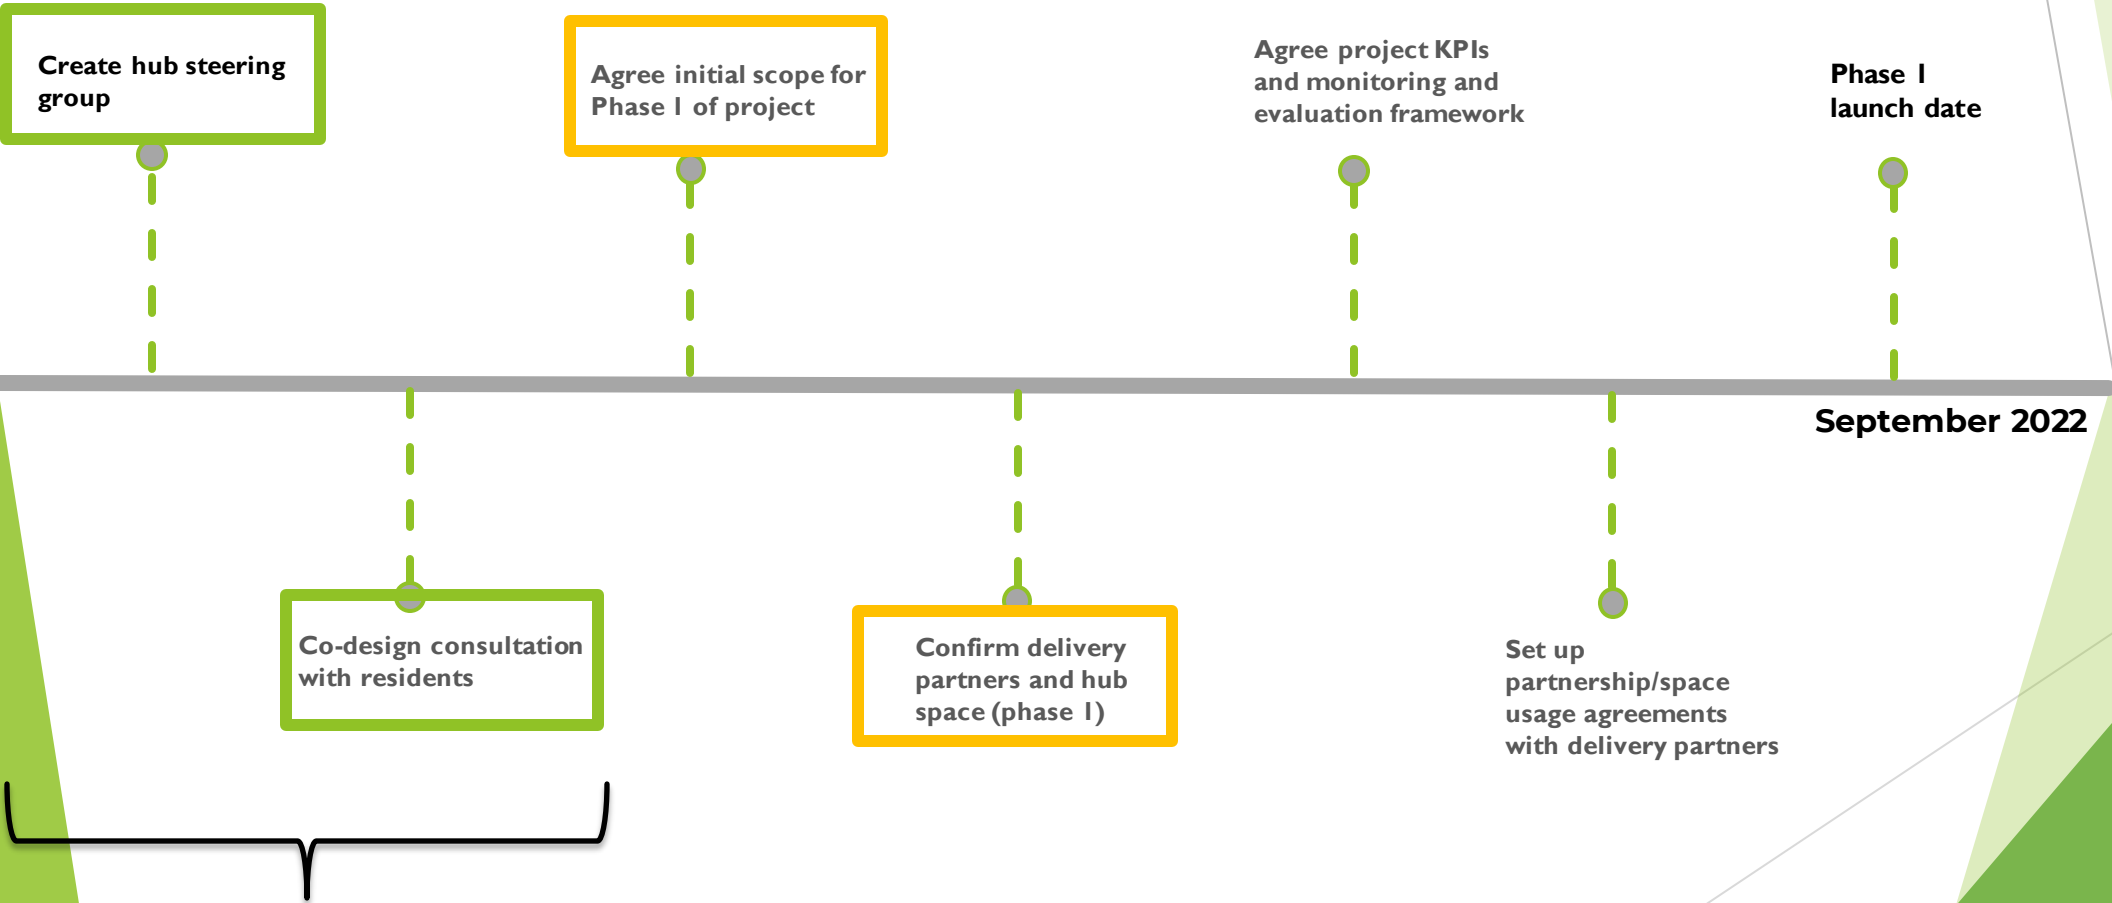 Create hub steering
group
Agree initial scope for
Phase 1 of project
Agree project KPIs
and monitoring and
evaluation framework
Phase 1
launch date
September 2022
Co-design consultation
with residents
Confirm delivery
partners and hub
space (phase 1)
Set up
partnership/space
usage agreements
with delivery partners